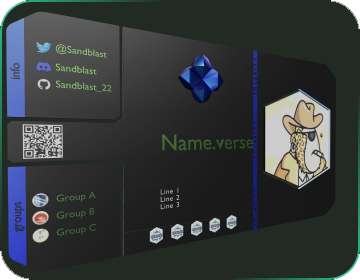 info
@Sandblast
Sandblast
Sandblast_22
Name.verse
groups
Group A
Group B
Group C
Line 1
Line 2
Line 3